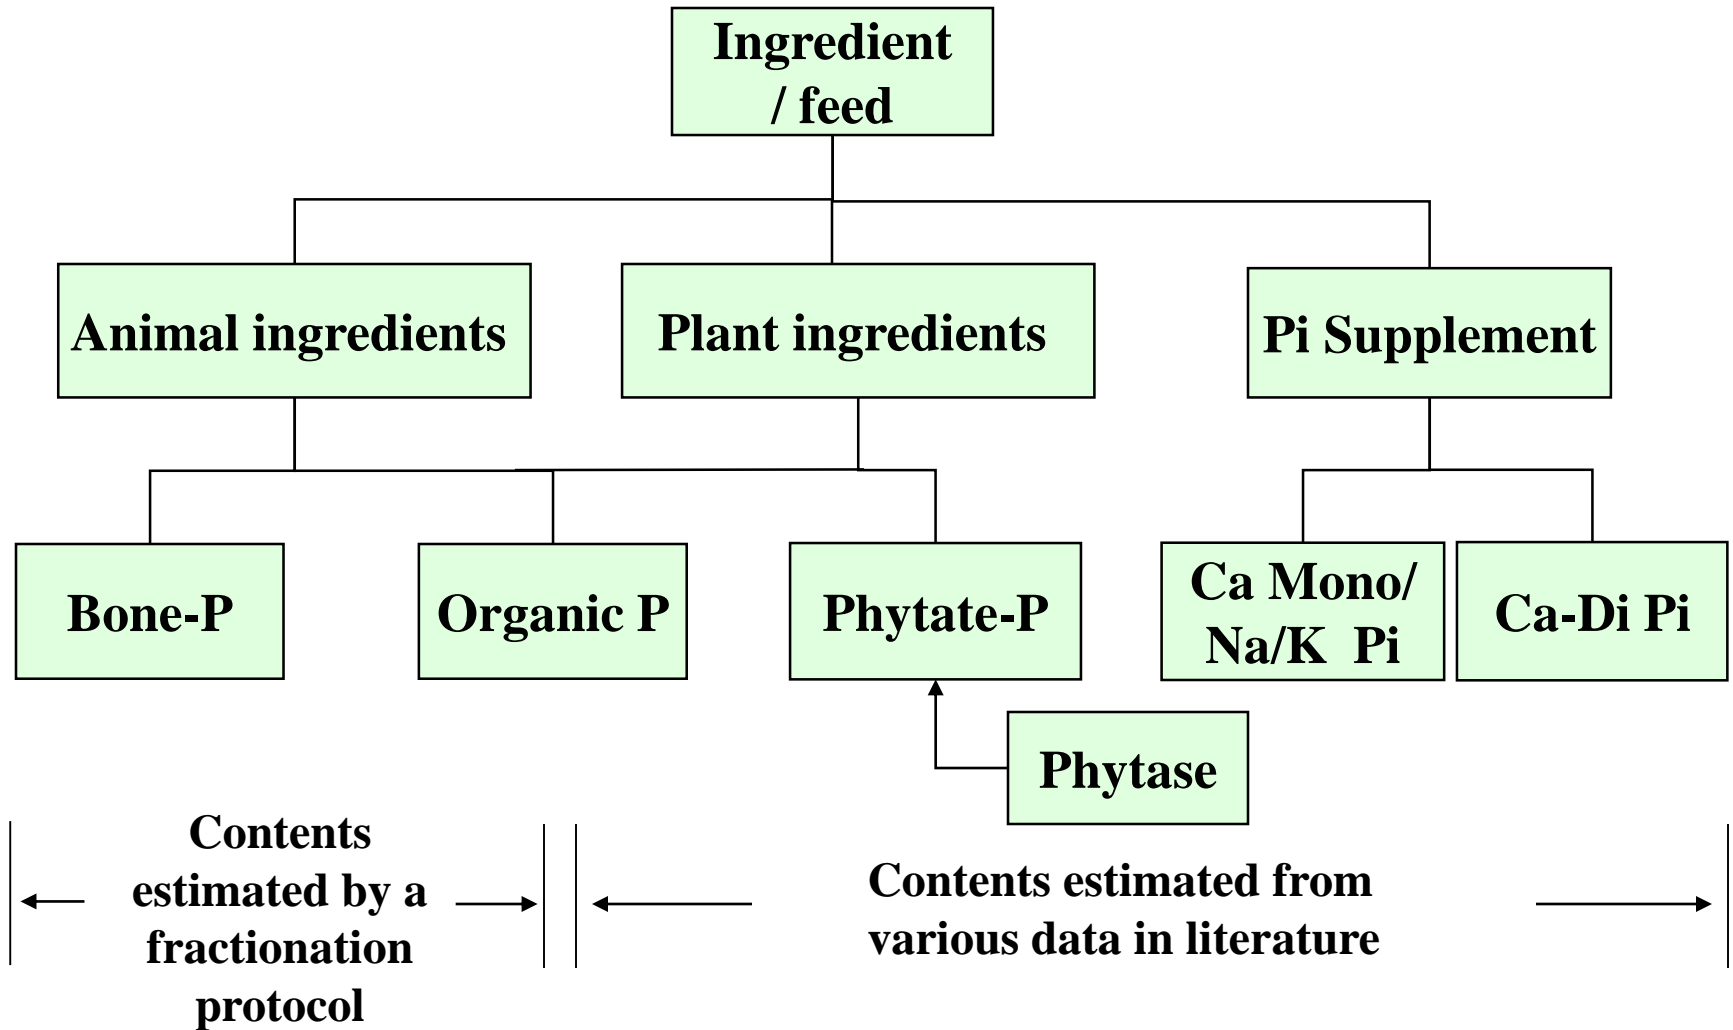 Ingredient
/ feed
Animal ingredients
Plant ingredients
Pi Supplement
Bone-P
Organic P
Phytate-P
Ca Mono/
Na/K Pi
Ca-Di Pi
Phytase
Contents
estimated by a
fractionation
protocol
Contents estimated from
various data in literature